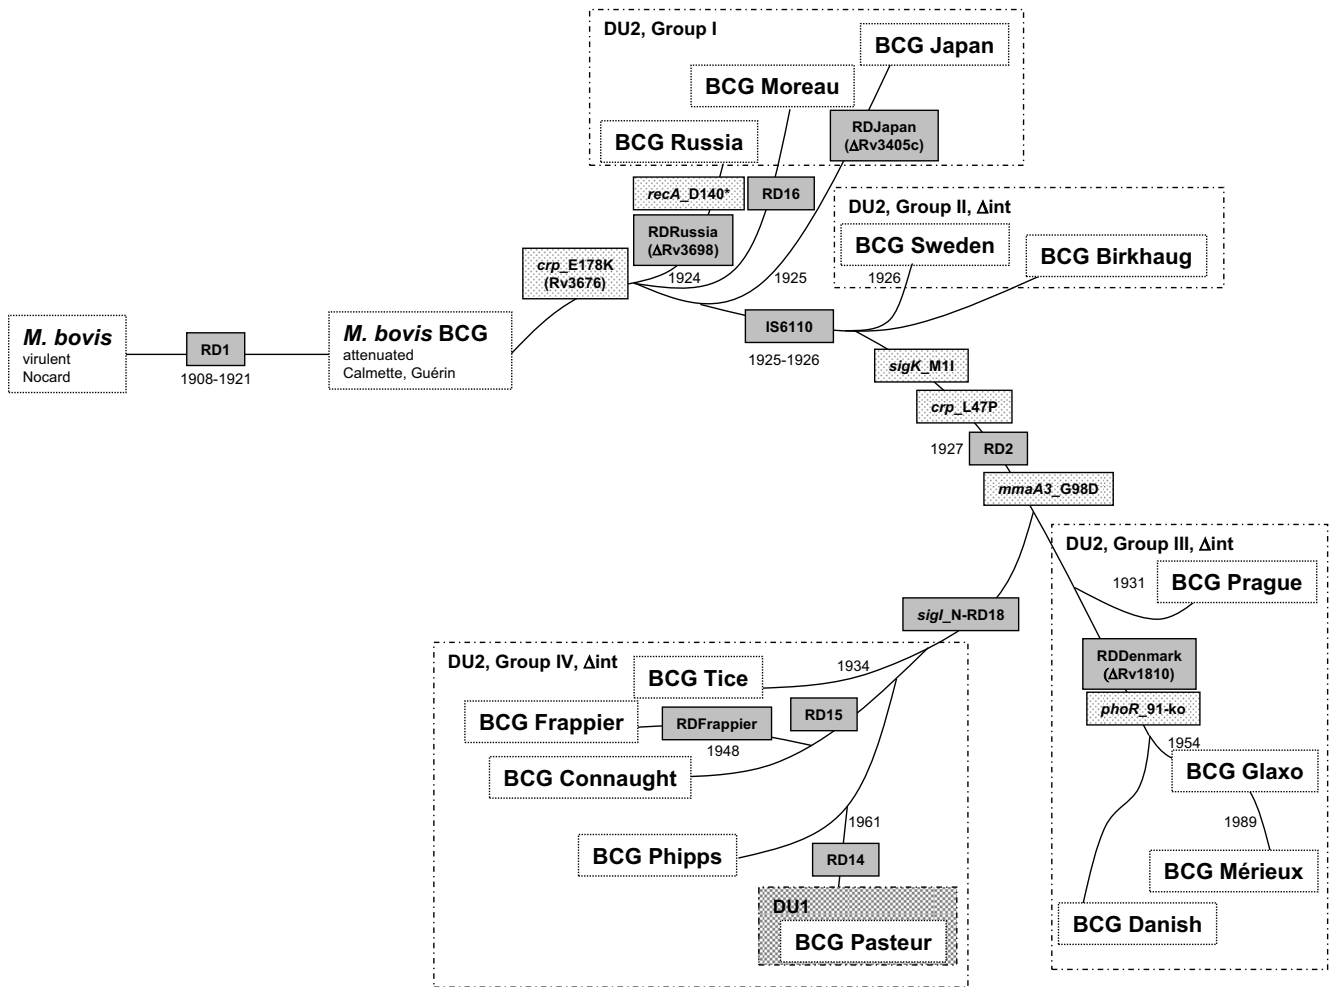 DU2, Group I
BCG Japan
BCG Moreau
BCG Russia
RDJapan
(ΔRv3405c)
recA_D140*
RD16
RDRussia
(ΔRv3698)
1924
1925
DU2, Group II, Δint
BCG Sweden
BCG Birkhaug
1926
crp_E178K
(Rv3676)
M. bovis
virulent
Nocard
RD1
1908-1921
M. bovis BCG
attenuated
Calmette, Guérin
IS6110
1925-1926
sigK_M1I
crp_L47P
1927
RD2
mmaA3_G98D
DU2, Group III, Δint
1931
BCG Prague
RDDenmark
(ΔRv1810)
phoR_91-ko
1954
BCG Glaxo
1989
BCG Mérieux
BCG Danish
sigI_N-RD18
DU2, Group IV, Δint
1934
BCG Tice
BCG Frappier
RDFrappier
RD15
1948
BCG Connaught
1961
BCG Phipps
RD14
DU1
BCG Pasteur